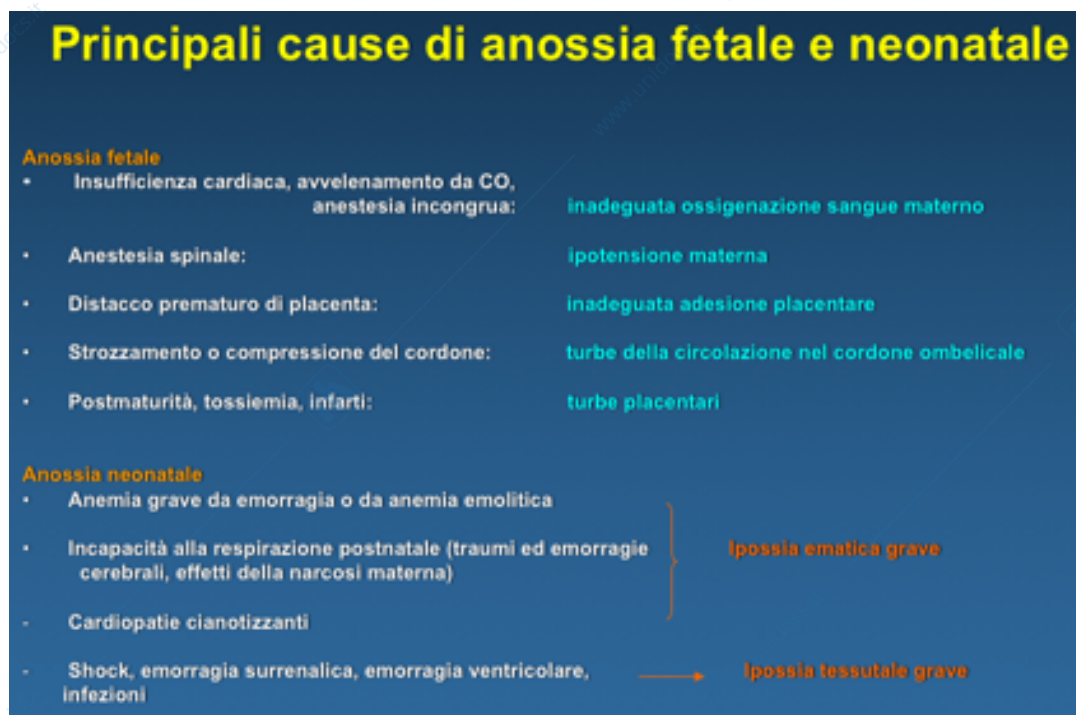 Principali cause di anossia fetale e neonatale
Anossia fetale
• Insufficienza cardiaca, avvelenamento da CO,
anestesia incongrua: inadeguata ossigenazione sangue materno
• Anestesia spinale: ipotensione materna
• Distacco prematuro di placenta: inadeguata adesione placentare
• Strozzamento o compressione del cordone: turbe della circolazione nel cordone ombelicale
• Postmaturità, tossiemia, infarti: turbe placentari
Anossia neonatale
• Anemia grave da emorragia o da anemia emolitica
• Incapacità alla respirazione postnatale (traumi ed emorragie
cerebrali, effetti della narcosi materna) Ipossia ematica grave
- Cardiopatie cianotizzanti
- Shock, emorragia surrenalica, emorragia ventricolare, Ipossia tessutale grave
infezioni